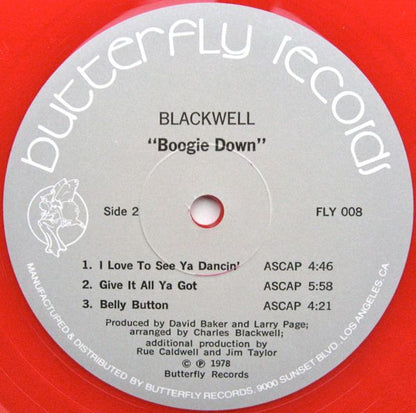 butterfly records
BLACKWELL
"Boogie Down"
Side 2 FLY 008
1. I Love To See Ya Dancin' ASCAP 4:46
2. Give It All Ya Got ASCAP 5:58
3. Belly Button ASCAP 4:21
Produced by David Baker and Larry Page;
arranged by Charles Blackwell;
additional production by
Rue Caldwell and Jim Taylor
© ℗ 1978
Butterfly Records
MANUFACTURED & DISTRIBUTED BY BUTTERFLY RECORDS, 9000 SUNSET BLVD., LOS ANGELES, CA.